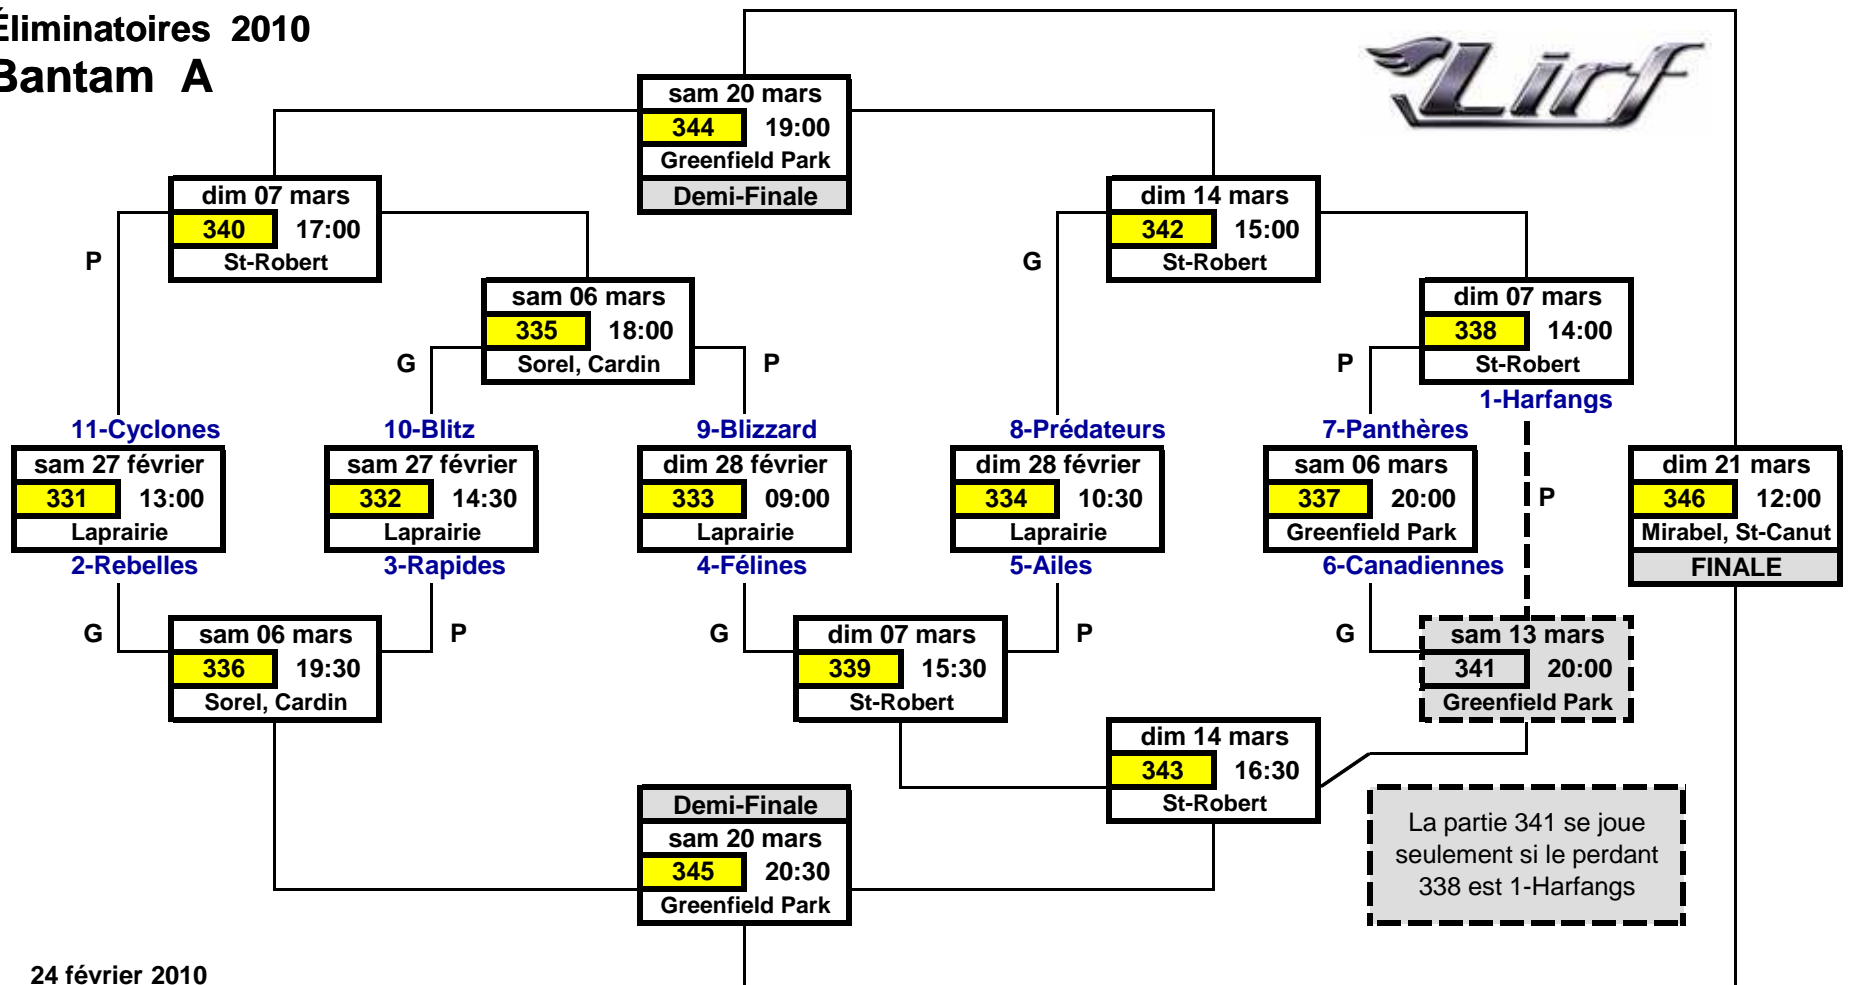 Éliminatoires 2010
Bantam A
Lirf
sam 20 mars
344 19:00
Greenfield Park
Demi-Finale
dim 07 mars
340 17:00
St-Robert
P
dim 14 mars
342 15:00
St-Robert
G
sam 06 mars
335 18:00
Sorel, Cardin
G
P
dim 07 mars
338 14:00
St-Robert
P
1-Harfangs
11-Cyclones
sam 27 février
331 13:00
Laprairie
2-Rebelles
10-Blitz
sam 27 février
332 14:30
Laprairie
3-Rapides
9-Blizzard
dim 28 février
333 09:00
Laprairie
4-Félines
8-Prédateurs
dim 28 février
334 10:30
Laprairie
5-Ailes
7-Panthères
sam 06 mars
337 20:00
Greenfield Park
6-Canadiennes
P
dim 21 mars
346 12:00
Mirabel, St-Canut
FINALE
G
sam 06 mars
336 19:30
Sorel, Cardin
P
G
dim 07 mars
339 15:30
St-Robert
P
G
sam 13 mars
341 20:00
Greenfield Park
dim 14 mars
343 16:30
St-Robert
Demi-Finale
sam 20 mars
345 20:30
Greenfield Park
La partie 341 se joue
seulement si le perdant
338 est 1-Harfangs
24 février 2010